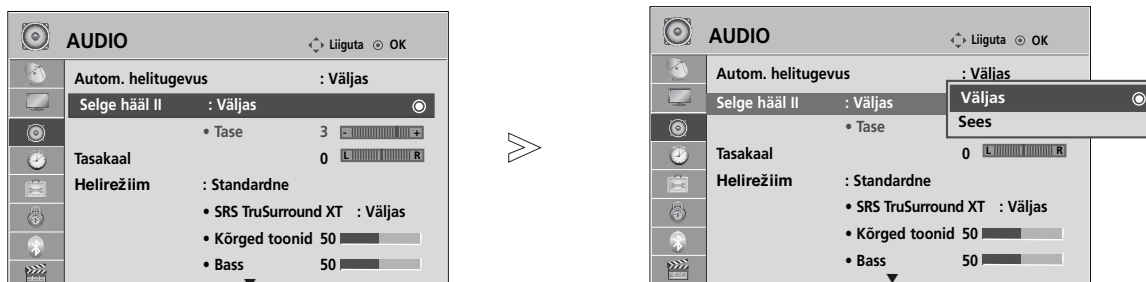 AUDIO Liiguta OK
Autom. helitugevus : Väljas
Selge hääl II : Väljas
• Tase 3 - +
Tasakaal 0 L R
Helirežiim : Standardne
• SRS TruSurround XT : Väljas
• Kõrged toonid 50
• Bass 50
AUDIO Liiguta OK
Autom. helitugevus : Väljas
Selge hääl II : Väljas
Väljas
Sees
• Tase
Tasakaal 0 L R
Helirežiim : Standardne
• SRS TruSurround XT : Väljas
• Kõrged toonid 50
• Bass 50